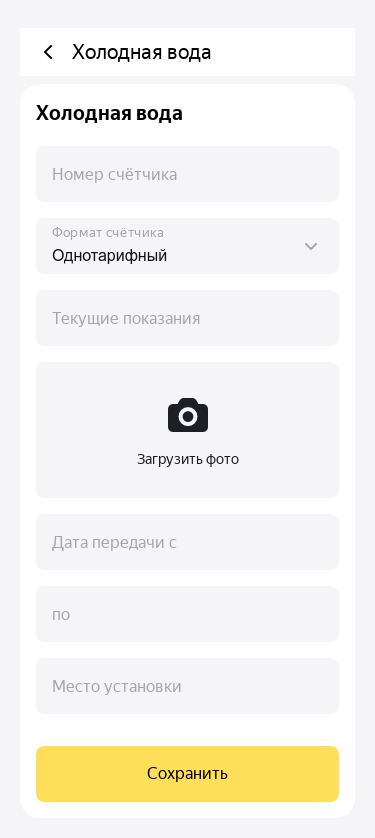 Холодная вода
Холодная вода
Номер счётчика
Формат счётчика
Однотарифный
Текущие показания
Загрузить фото
Дата передачи с
по
Место установки
Сохранить